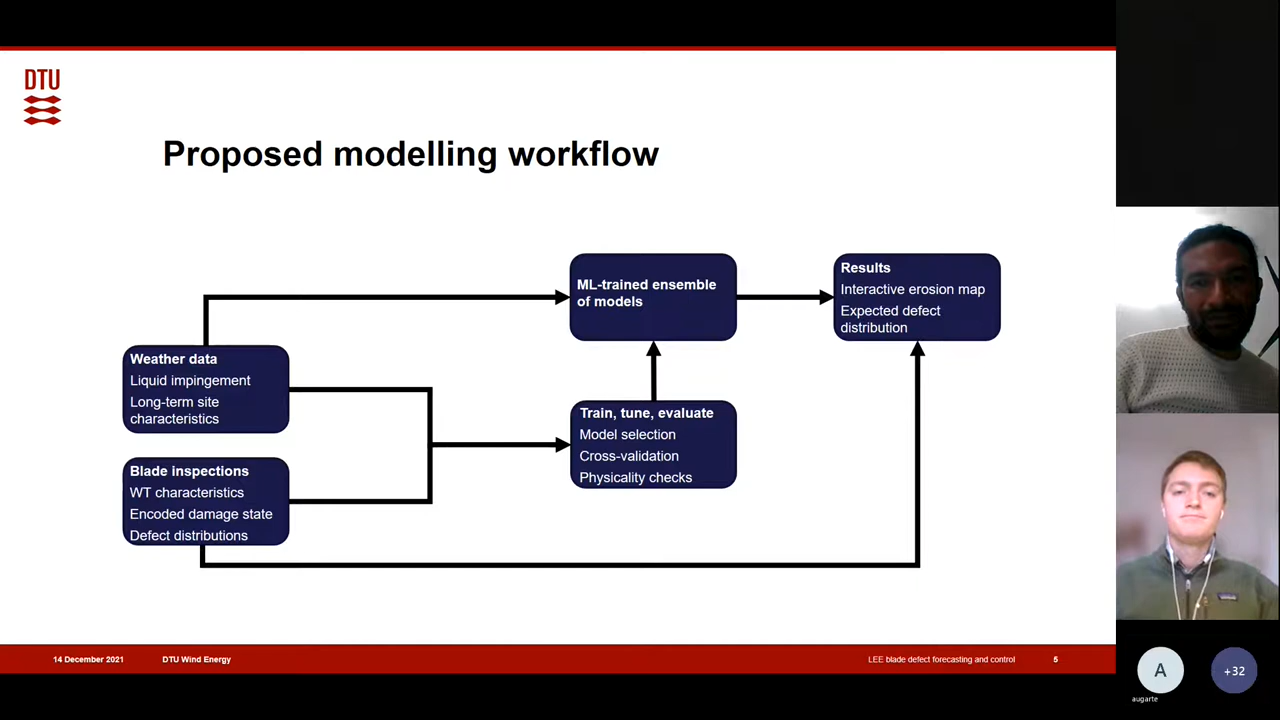 DTU
Proposed modelling workflow
ML-trained ensemble
of models
Results
Interactive erosion map
Expected defect
distribution
Weather data
Liquid impingement
Long-term site
characteristics
Train, tune, evaluate
Model selection
Cross-validation
Physicality checks
Blade inspections
WT characteristics
Encoded damage state
Defect distributions
14 December 2021
DTU Wind Energy
LEE blade defect forecasting and control
5
A
+32
augarte